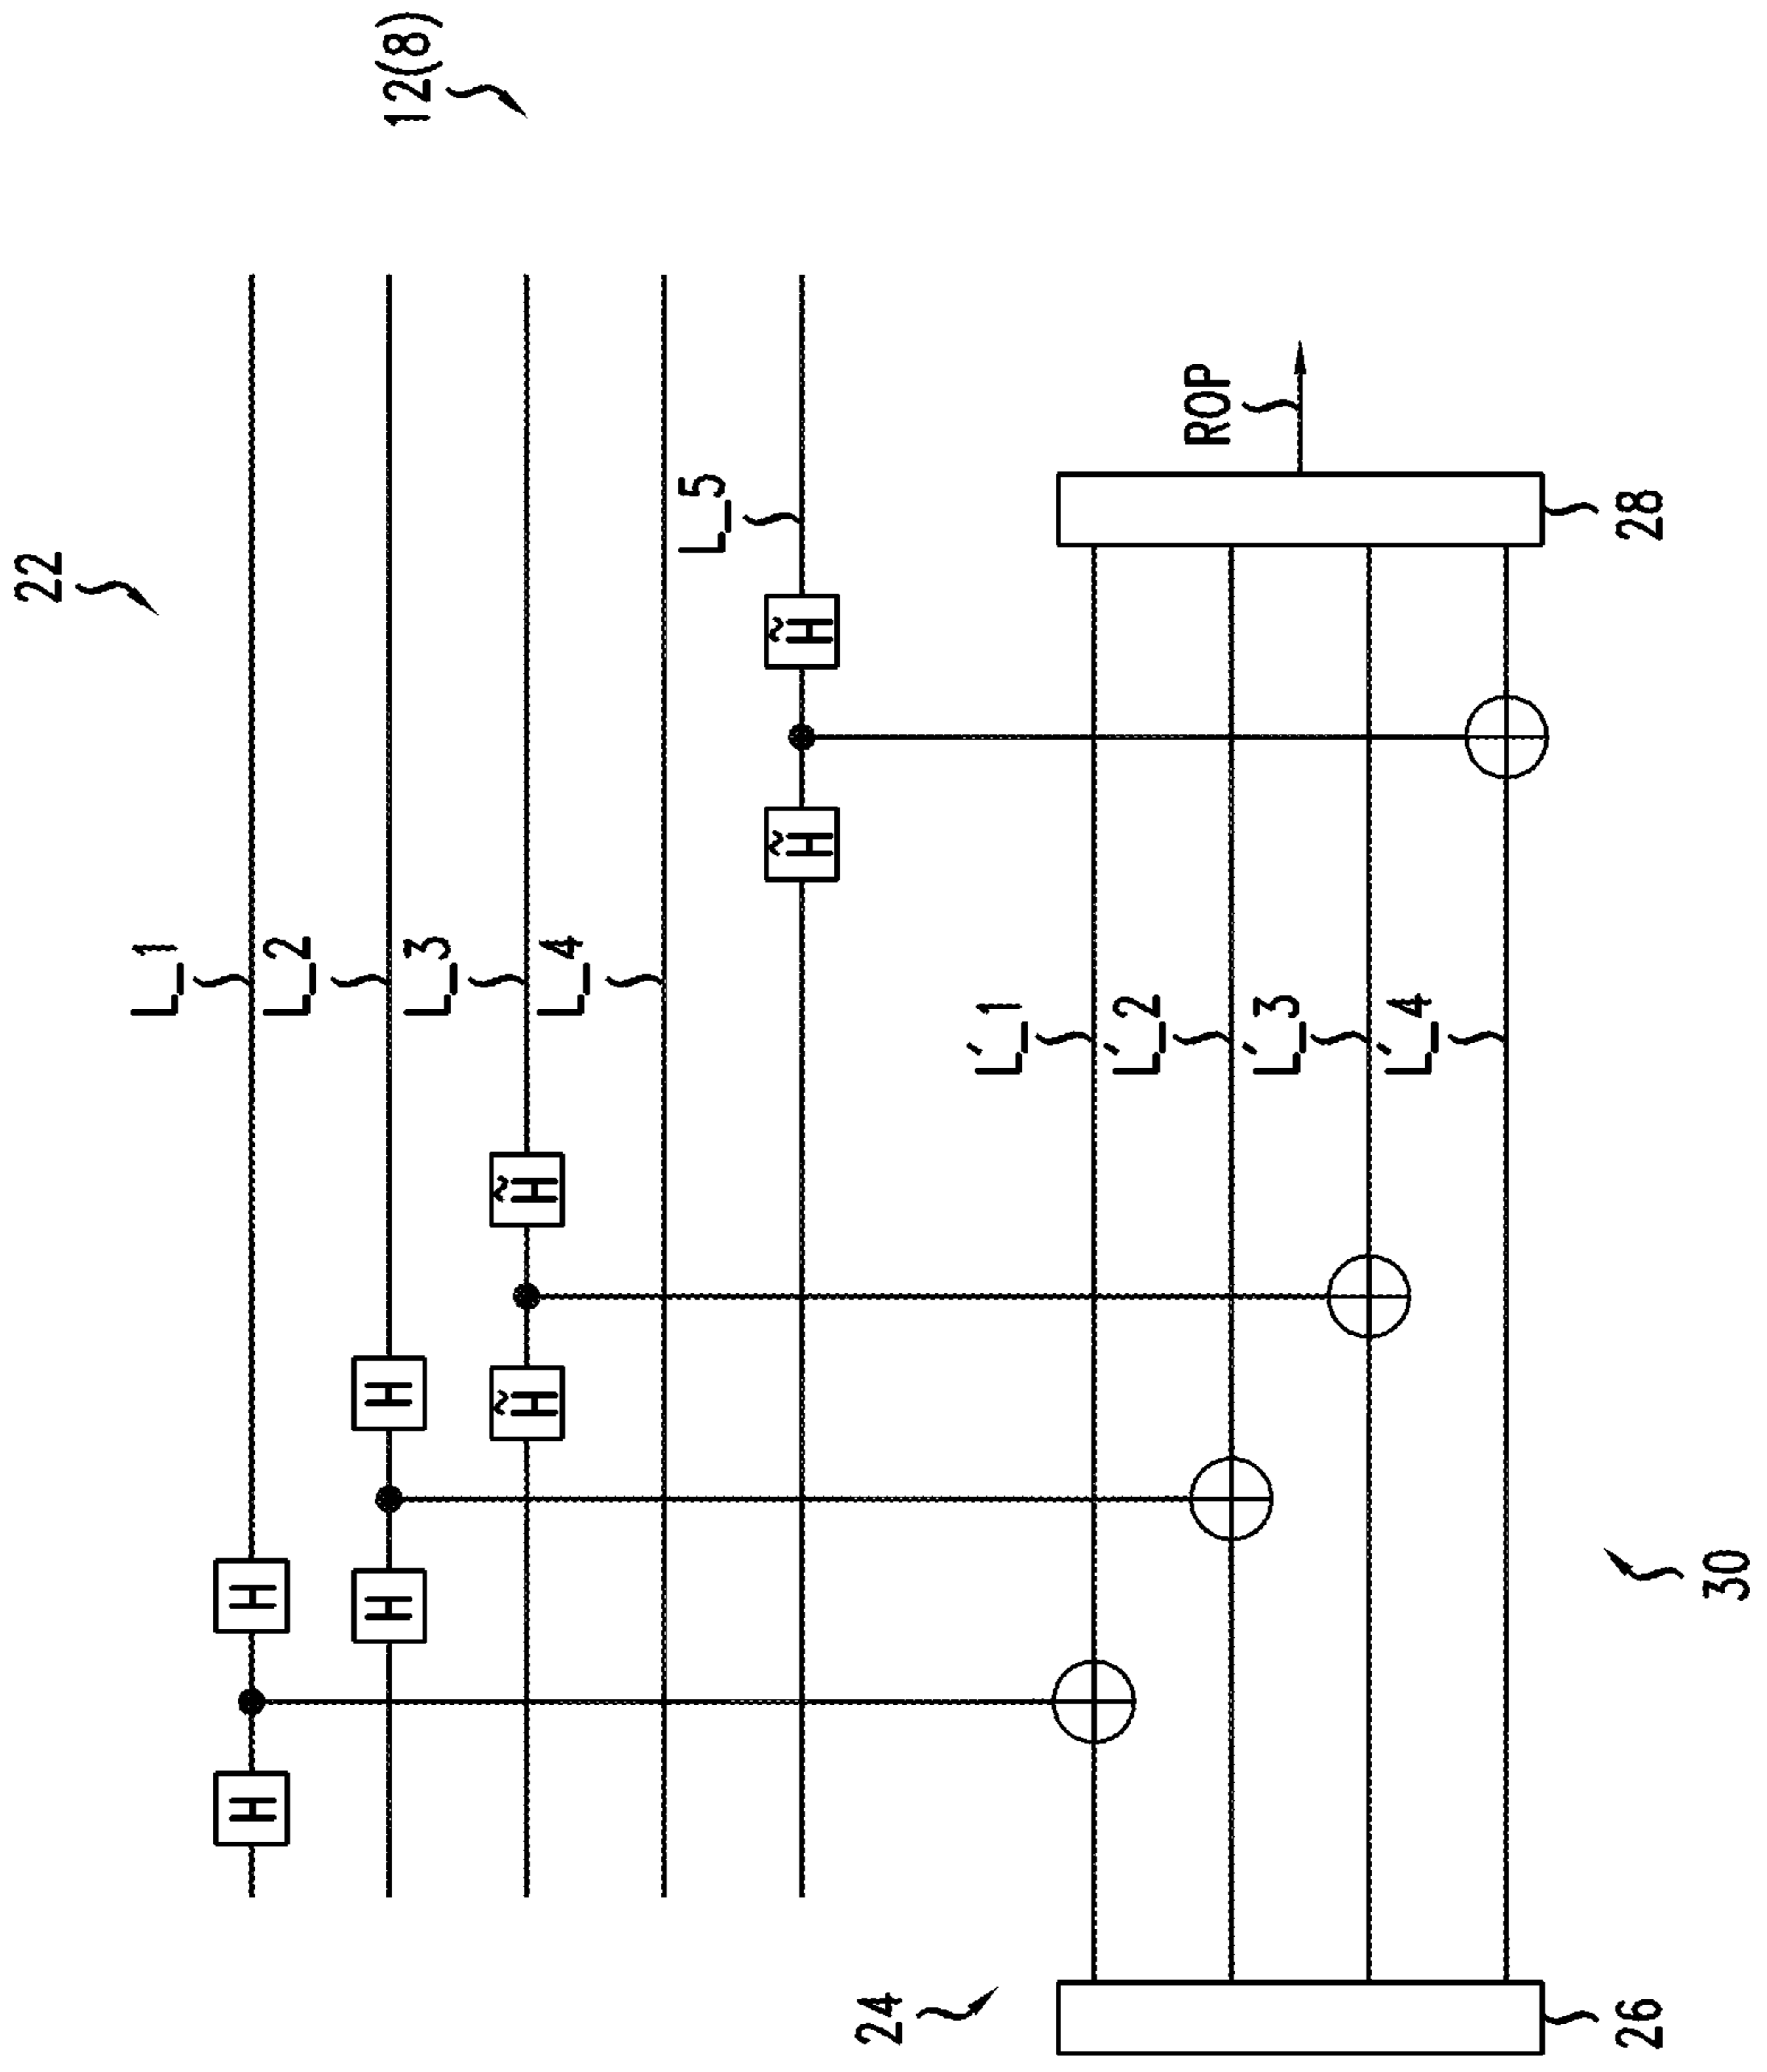 22
L_1
H H
L_2
H H
12(8)
L_3
H̃ H̃
L_4
L_5
H̃ H̃
24
L'_1
L'_2
ROP
L'_3
L'_4
26
28
30